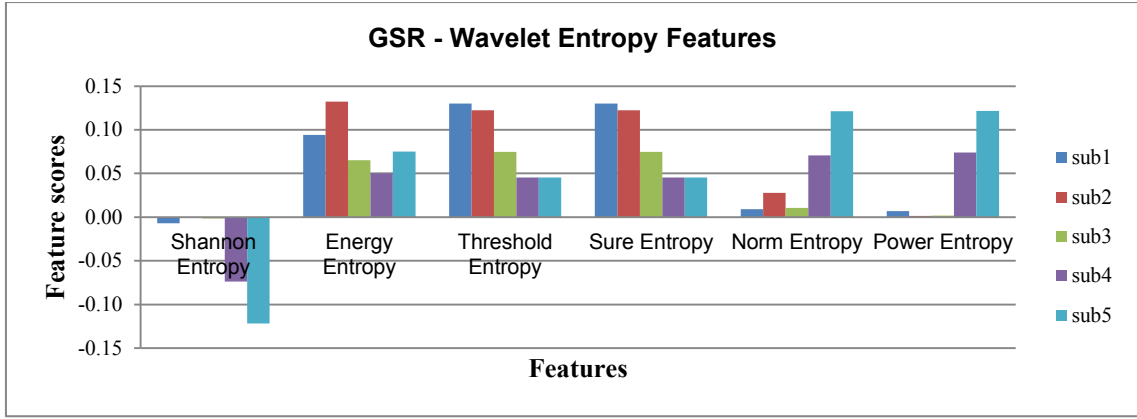 GSR - Wavelet Entropy Features
Feature scores
0.15
0.10
0.05
0.00
-0.05
-0.10
-0.15
Shannon
Entropy
Energy
Entropy
Threshold
Entropy
Sure Entropy
Norm Entropy
Power Entropy
Features
sub1
sub2
sub3
sub4
sub5